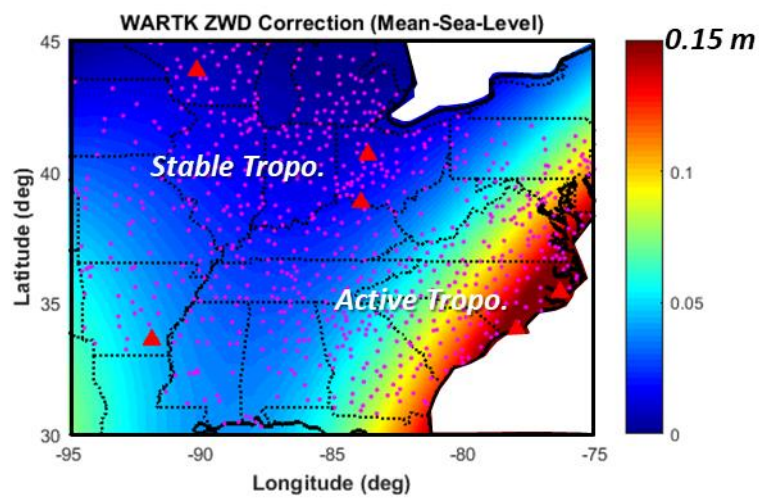 WARTK ZWD Correction (Mean-Sea-Level)
45
40
35
30
Latitude (deg)
Stable Tropo.
Active Tropo.
-95
-90
-85
-80
-75
Longitude (deg)
0.15 m
0.1
0.05
0